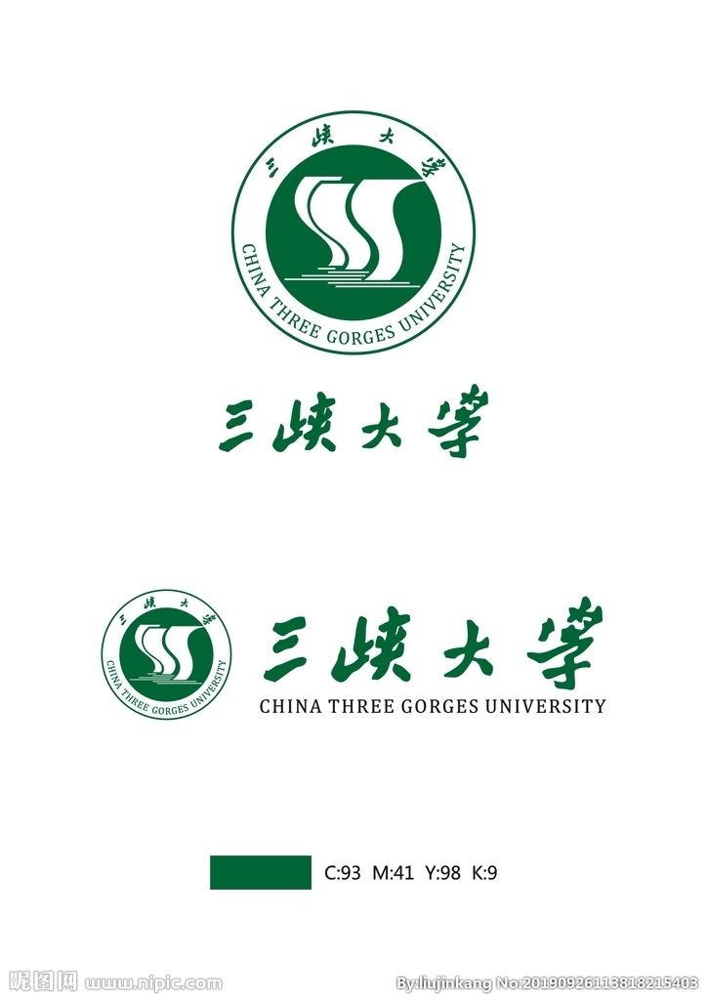 三峡大学
CHINA THREE GORGES UNIVERSITY
三峡大学
三峡大学
CHINA THREE GORGES UNIVERSITY
三峡大学
CHINA THREE GORGES UNIVERSITY
C:93 M:41 Y:98 K:9
昵图网 www.nipic.com
By:liujinkang No:20190926113818215403